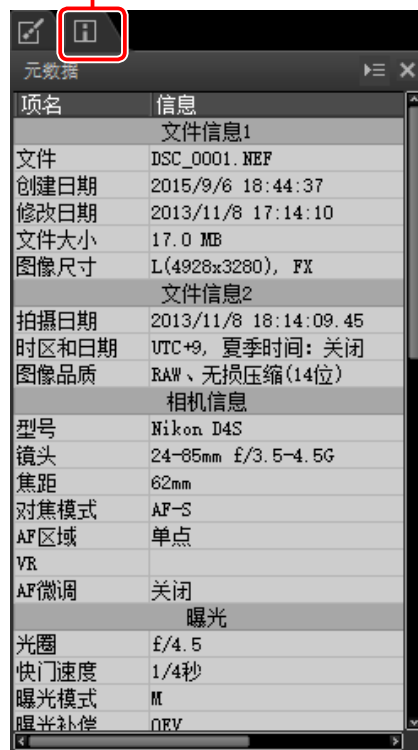 元数据
项名 信息
文件信息1
文件 DSC_0001.NEF
创建日期 2015/9/6 18:44:37
修改日期 2013/11/8 17:14:10
文件大小 17.0 MB
图像尺寸 L(4928x3280), FX
文件信息2
拍摄日期 2013/11/8 18:14:09.45
时区和日期 UTC+9, 夏季时间: 关闭
图像品质 RAW、无损压缩(14位)
相机信息
型号 Nikon D4S
镜头 24-85mm f/3.5-4.5G
焦距 62mm
对焦模式 AF-S
AF区域 单点
VR
AF微调 关闭
曝光
光圈 f/4.5
快门速度 1/4秒
曝光模式 M
曝光补偿 0EV